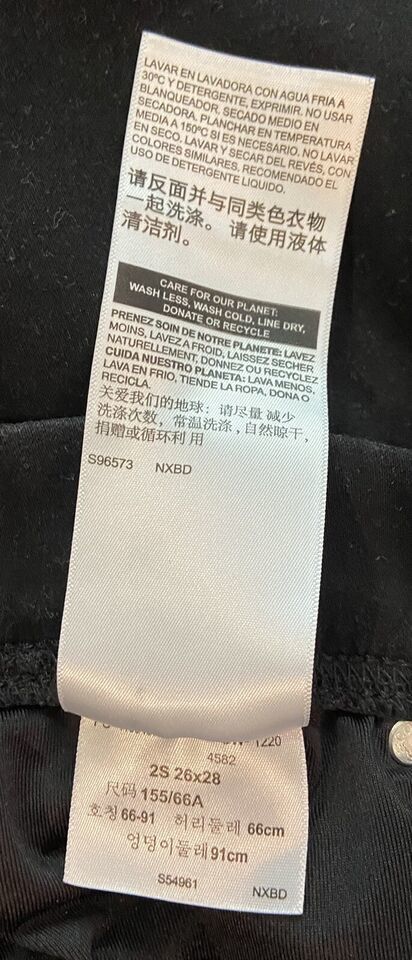 LAVAR EN LAVADORA CON AGUA FRIA A
30ºC Y DETERGENTE, EXPRIMIR. NO USAR
BLANQUEADOR. SECADO MEDIO EN
SECADORA. PLANCHAR EN TEMPERATURA
MEDIA A 150ºC SI ES NECESARIO. NO LAVAR
EN SECO. LAVAR Y SECAR DEL REVÉS, CON
COLORES SIMILARES. RECOMENDADO EL
USO DE DETERGENTE LIQUIDO.
请反面并与同类色衣物
一起洗涤。 请使用液体
清洁剂。
CARE FOR OUR PLANET:
WASH LESS, WASH COLD, LINE DRY,
DONATE OR RECYCLE
PRENEZ SOIN DE NOTRE PLANETE: LAVEZ
MOINS, LAVEZ A FROID, LAISSEZ SECHER
NATURELLEMENT, DONNEZ OU RECYCLEZ
CUIDA NUESTRO PLANETA: LAVA MENOS,
LAVA EN FRIO, TIENDE LA ROPA, DONA O
RECICLA.
关爱我们的地球: 请尽量 减少
洗涤次数, 常温洗涤, 自然晾干,
捐赠或循环利 用
S96573 NXBD
1220
4582
2S 26x28
尺码 155/66A
호칭 66-91 허리둘레 66cm
엉덩이둘레 91cm
S54961 NXBD